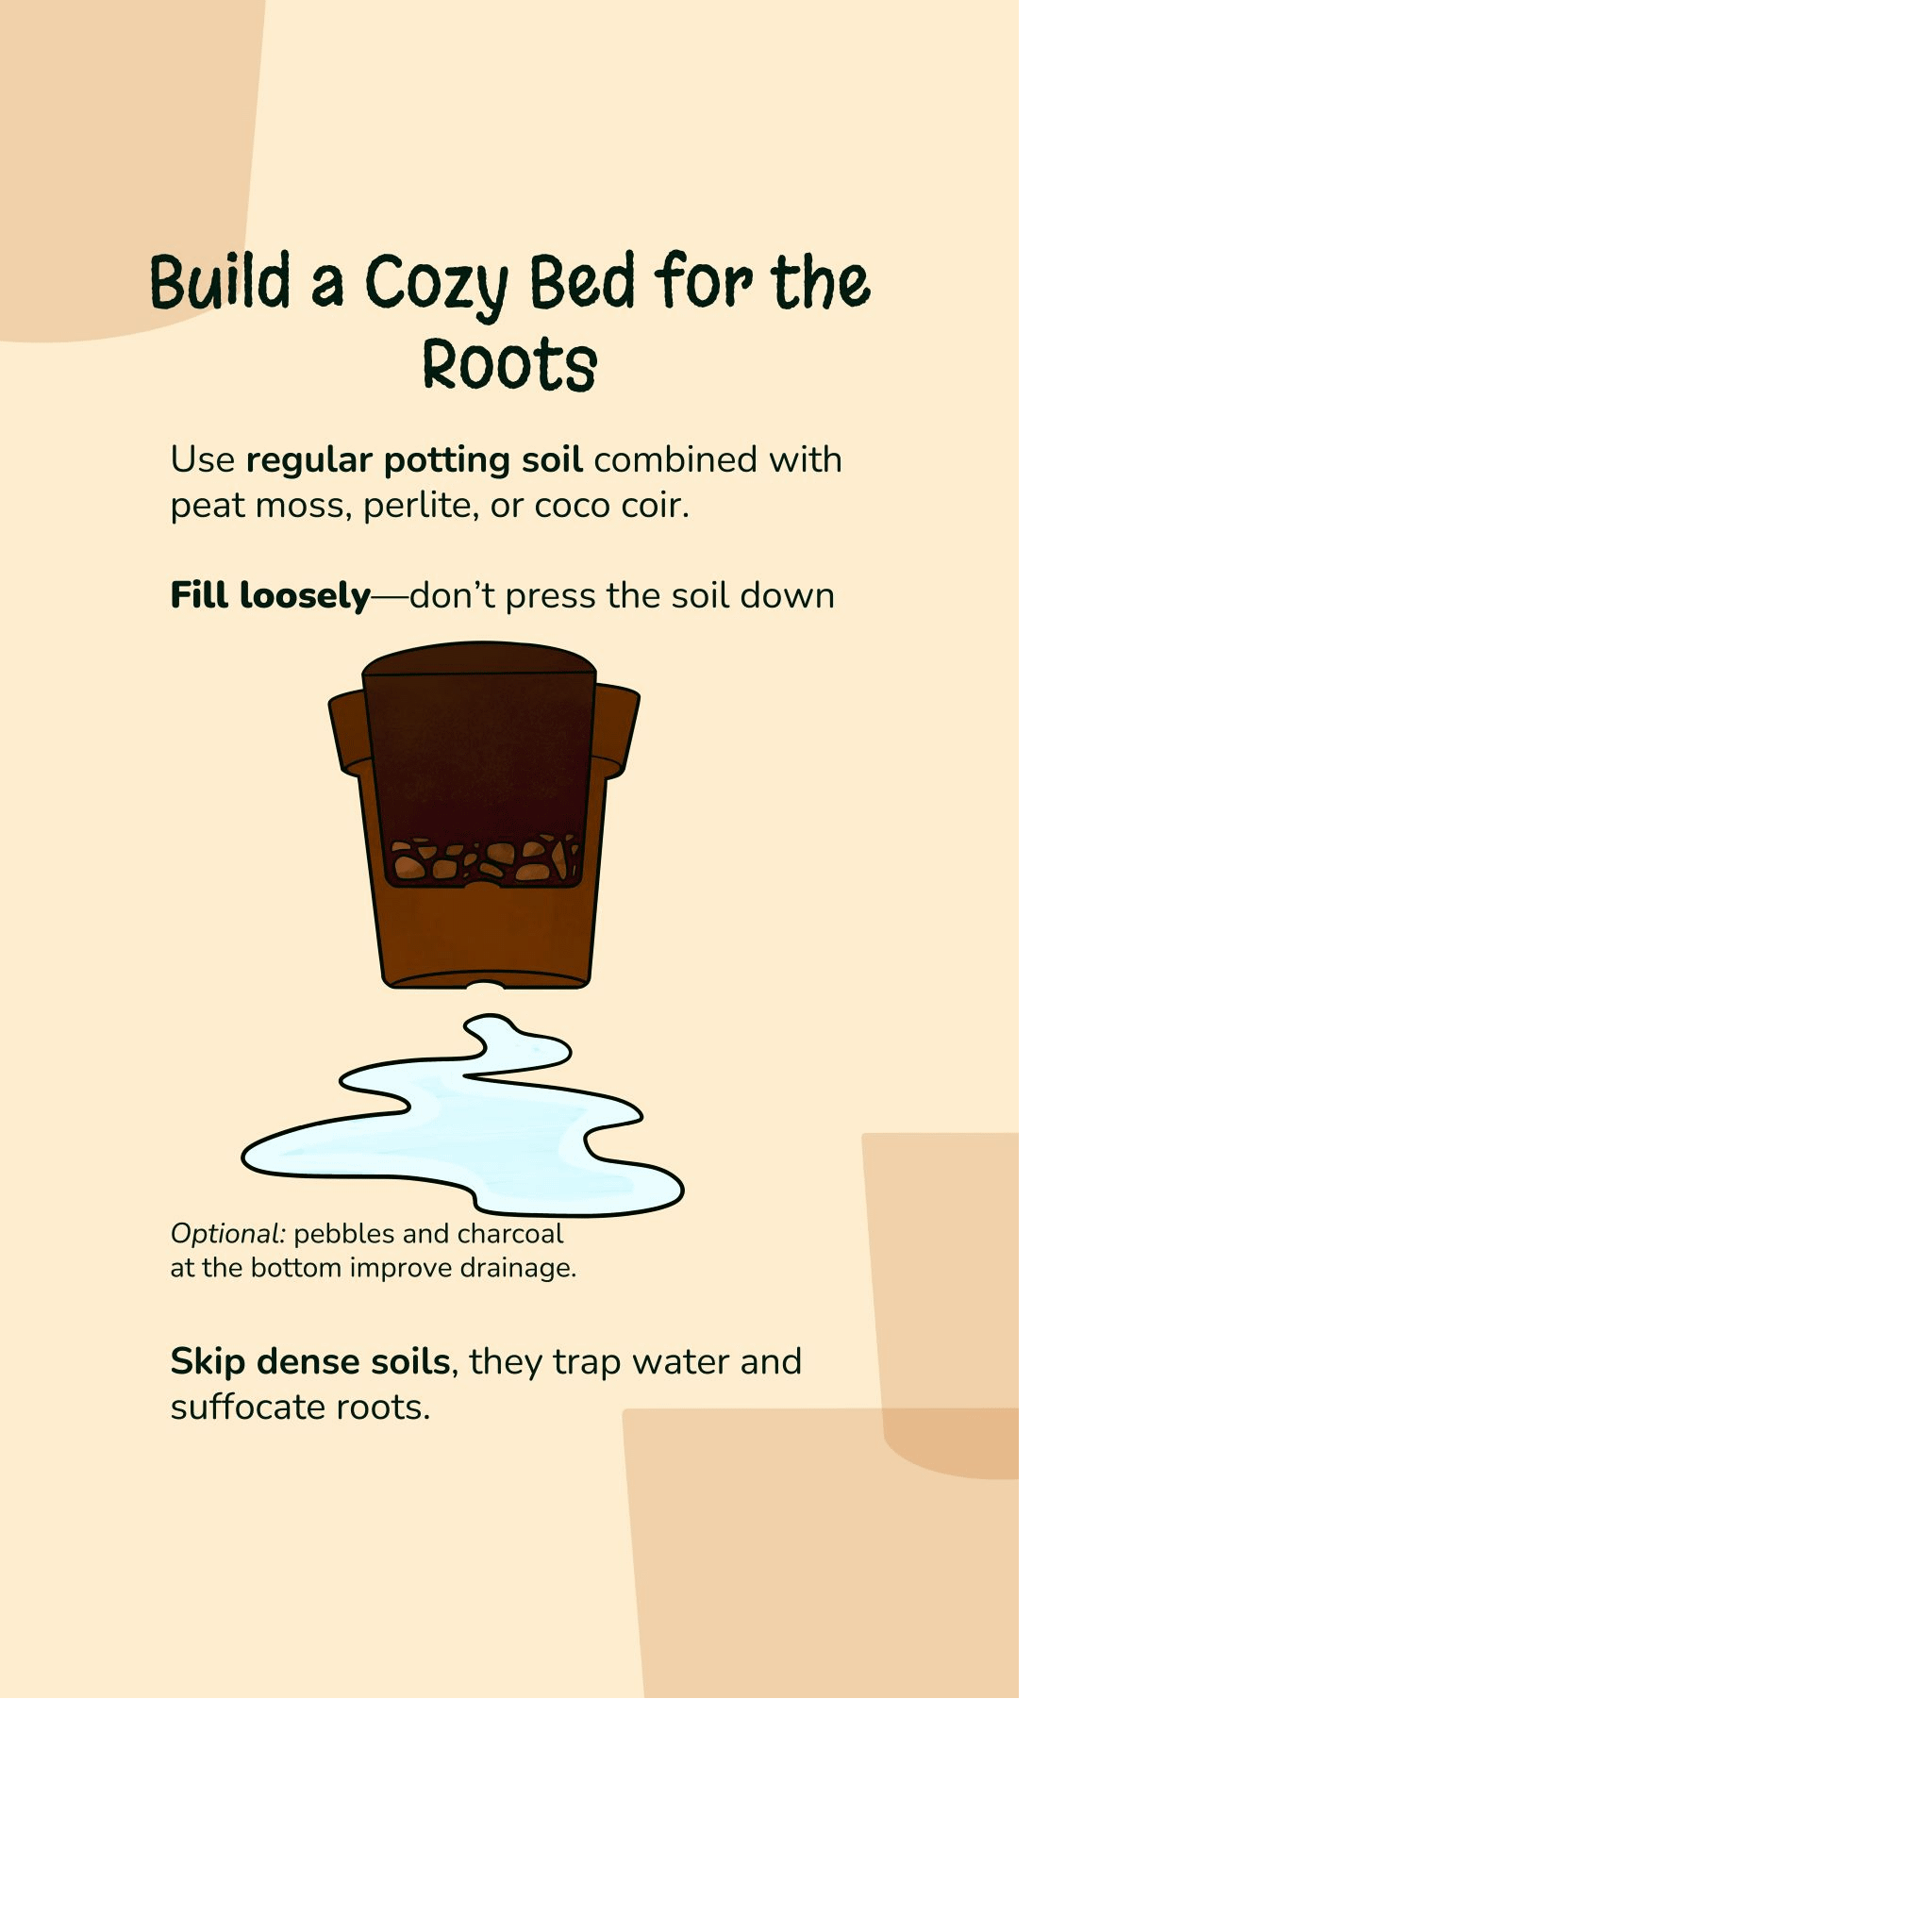 Build a Cozy Bed for the
Roots
Use regular potting soil combined with
peat moss, perlite, or coco coir.
Fill loosely—don’t press the soil down
Optional: pebbles and charcoal
at the bottom improve drainage.
Skip dense soils, they trap water and
suffocate roots.